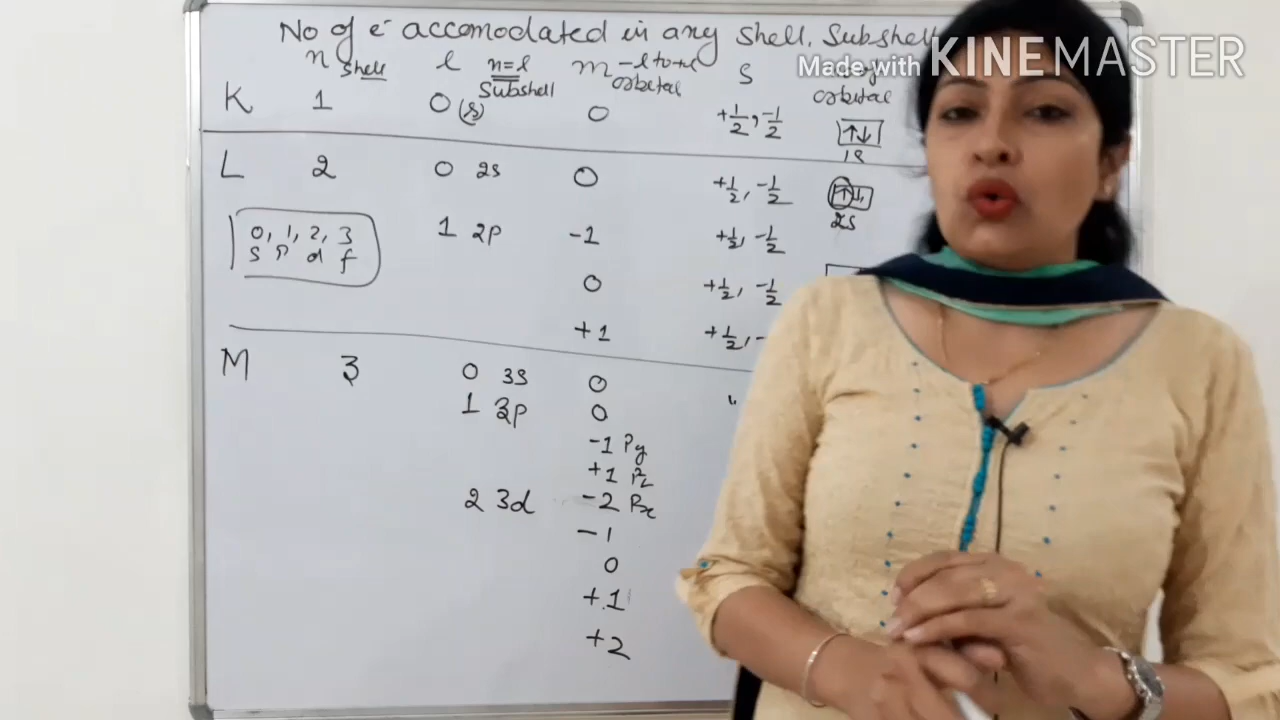 No of e⁻ accomodated in any shell, Subshell
Made with KINEMASTER
n shell l n=l Subshell m -l to +l orbital s orbital
K 1 0 (s) 0 +1/2, -1/2 ↑↓
1s
L 2 0 2s 0 +1/2, -1/2 ↑↓
2s
1 2p -1 +1/2, -1/2
0, 1, 2, 3
s p d f
0 +1/2, -1/2
+1 +1/2, -
M 3 0 3s 0
1 3p 0 "
-1 Py
+1 Pz
2 3d -2 Px
-1
0
+1
+2